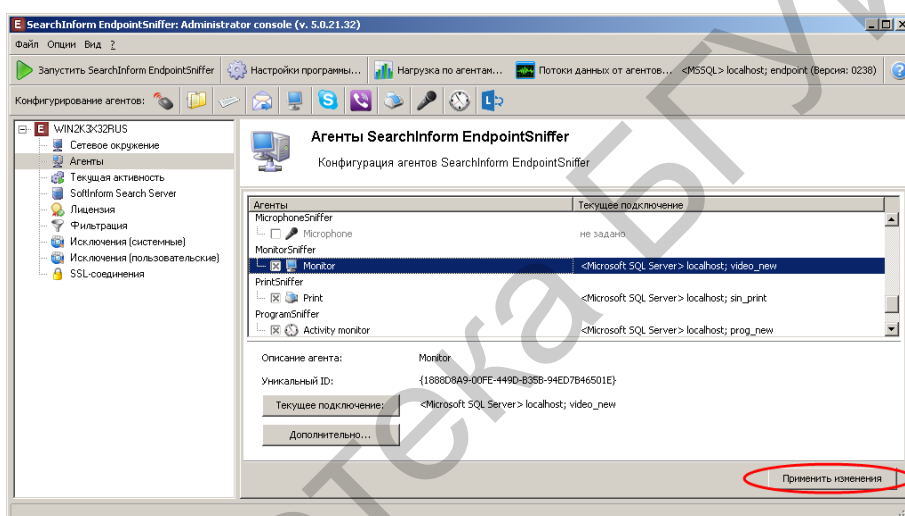 SearchInform EndpointSniffer: Administrator console (v. 5.0.21.32)
Файл Опции Вид ?
Запустить SearchInform EndpointSniffer Настройки программы... Нагрузка по агентам... Потоки данных от агентов... <MSSQL> localhost; endpoint (Версия: 0238)
Конфигурирование агентов:
WIN2K3X32RUS
Сетевое окружение
Агенты
Текущая активность
SoftInform Search Server
Лицензия
Фильтрация
Исключения (системные)
Исключения (пользовательские)
SSL-соединения
Агенты SearchInform EndpointSniffer
Конфигурация агентов SearchInform EndpointSniffer
Агенты Текущее подключение
MicrophoneSniffer
Microphone не задано
MonitorSniffer
Monitor <Microsoft SQL Server> localhost; video_new
PrintSniffer
Print <Microsoft SQL Server> localhost; sin_print
ProgramSniffer
Activity monitor <Microsoft SQL Server> localhost; prog_new
Описание агента: Monitor
Уникальный ID: {1888D8A9-00FE-449D-B35B-94ED7B46501E}
Текущее подключение: <Microsoft SQL Server> localhost; video_new
Дополнительно...
Применить изменения